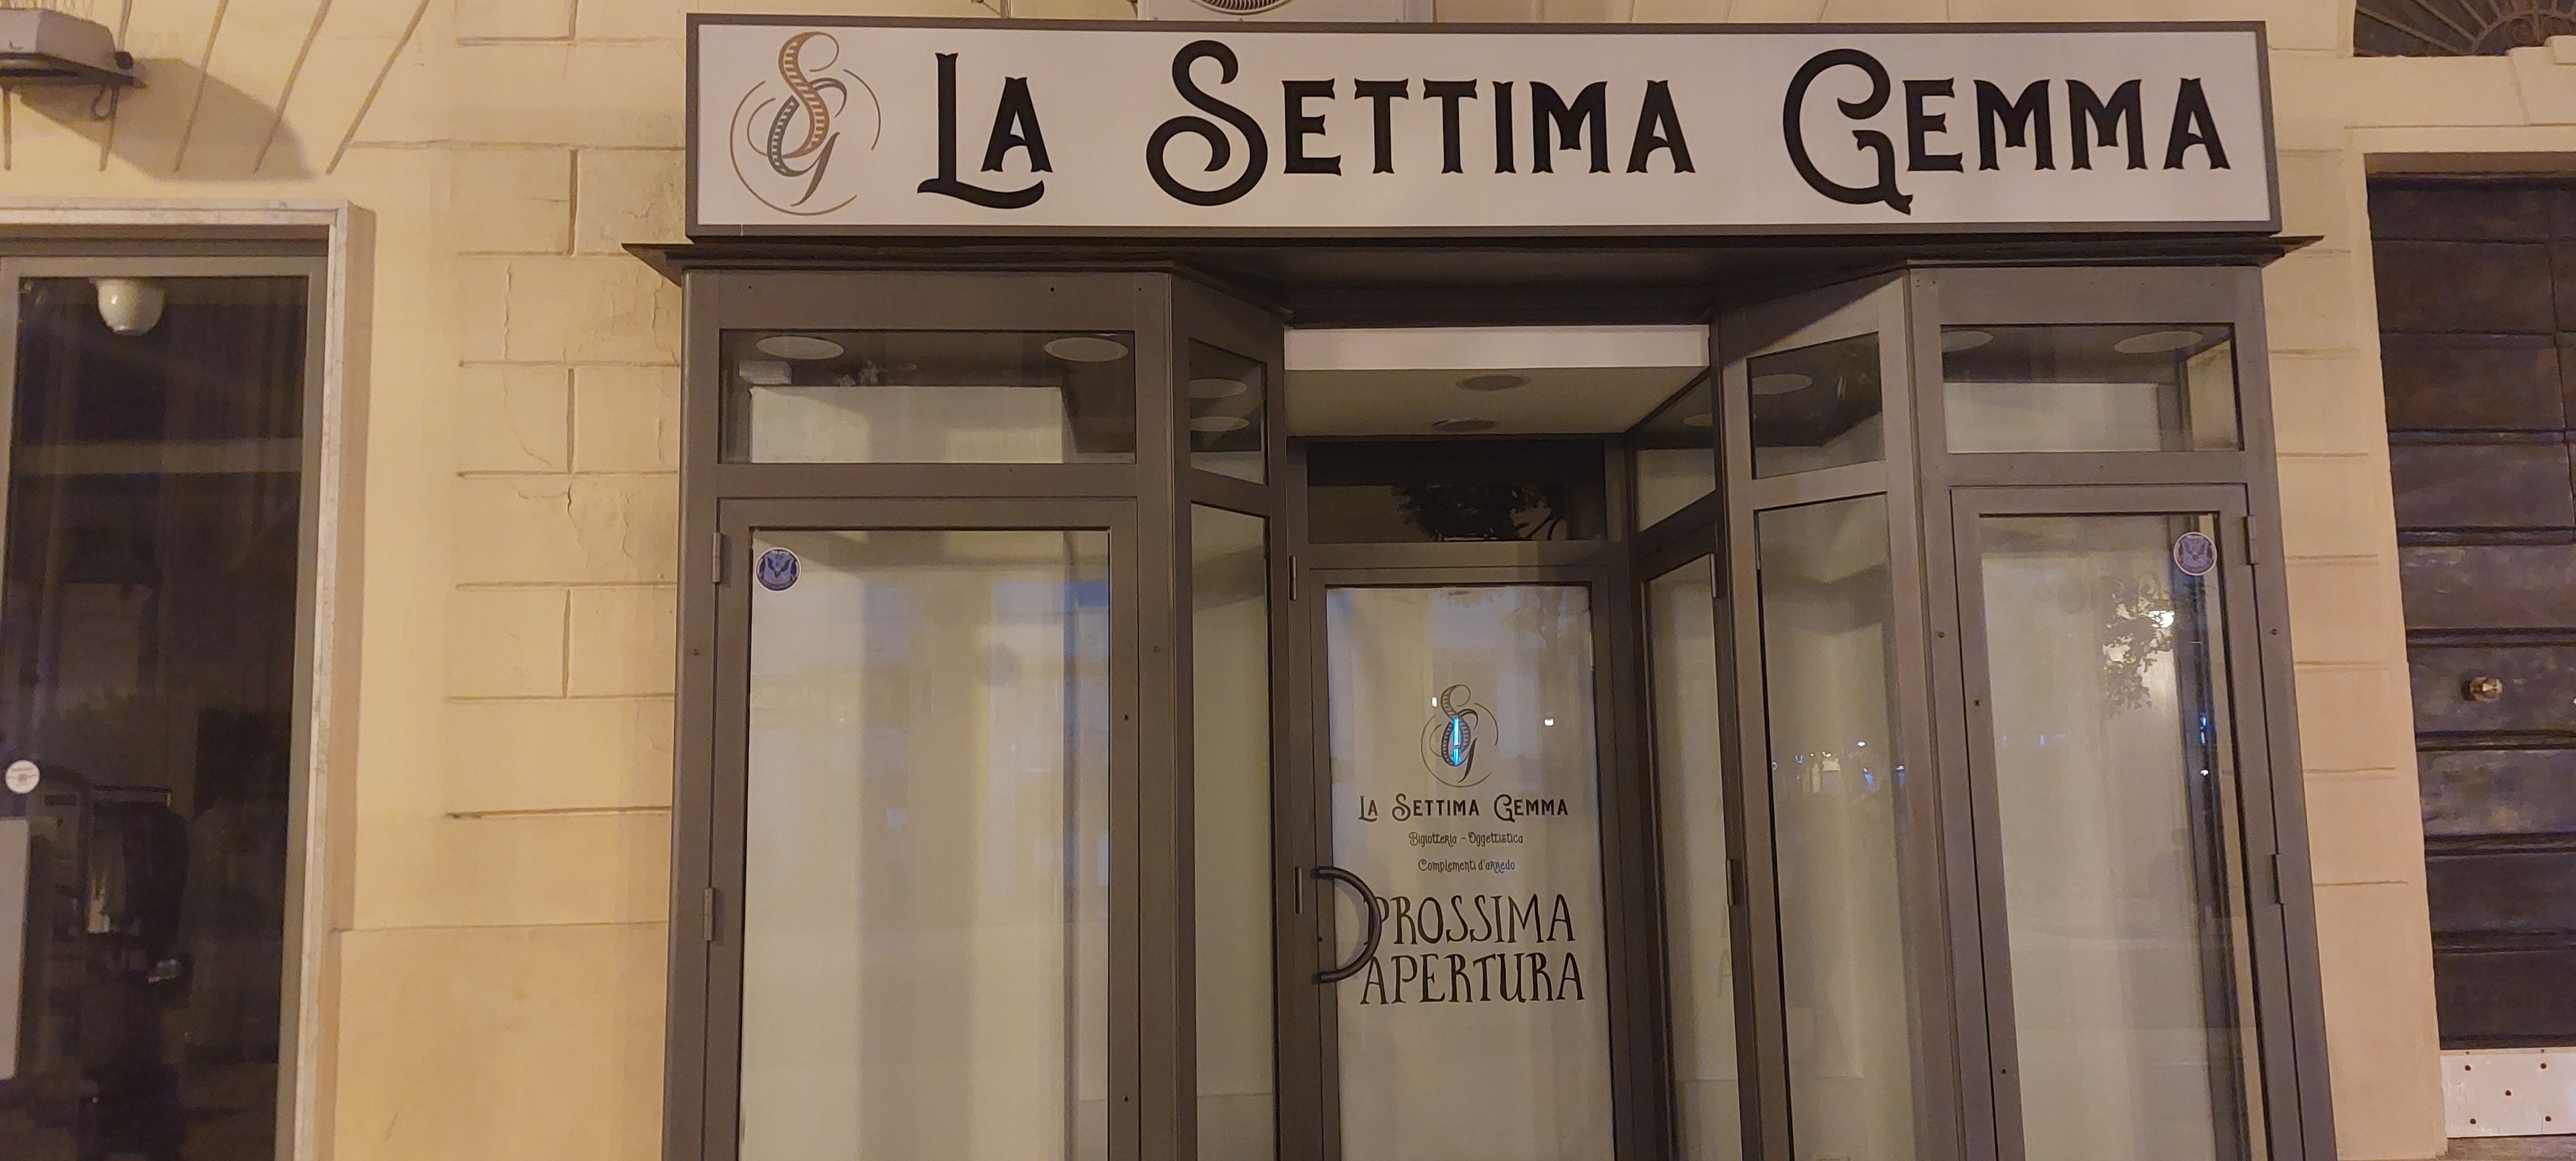 SG LA SETTIMA GEMMA
SG
LA SETTIMA GEMMA
Bigiotteria - Oggettistica
Complementi d'arredo
PROSSIMA
APERTURA